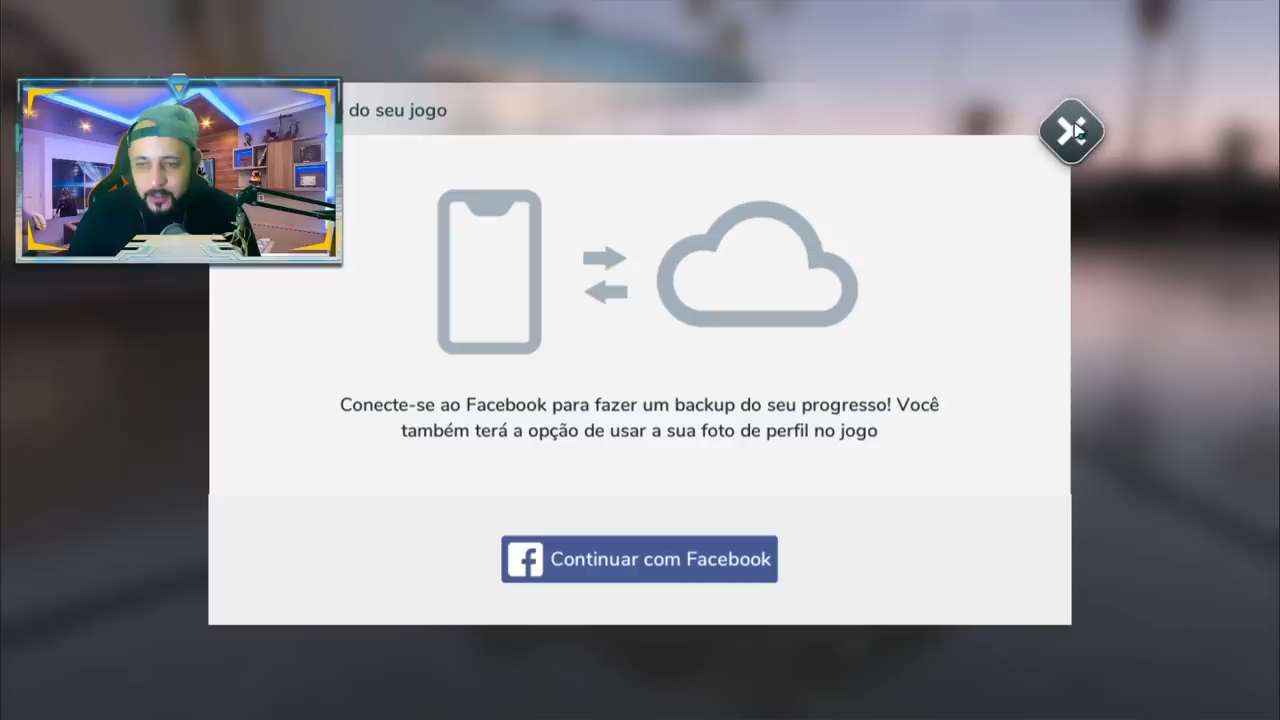 do seu jogo
Conecte-se ao Facebook para fazer um backup do seu progresso! Você
também terá a opção de usar a sua foto de perfil no jogo
Continuar com Facebook